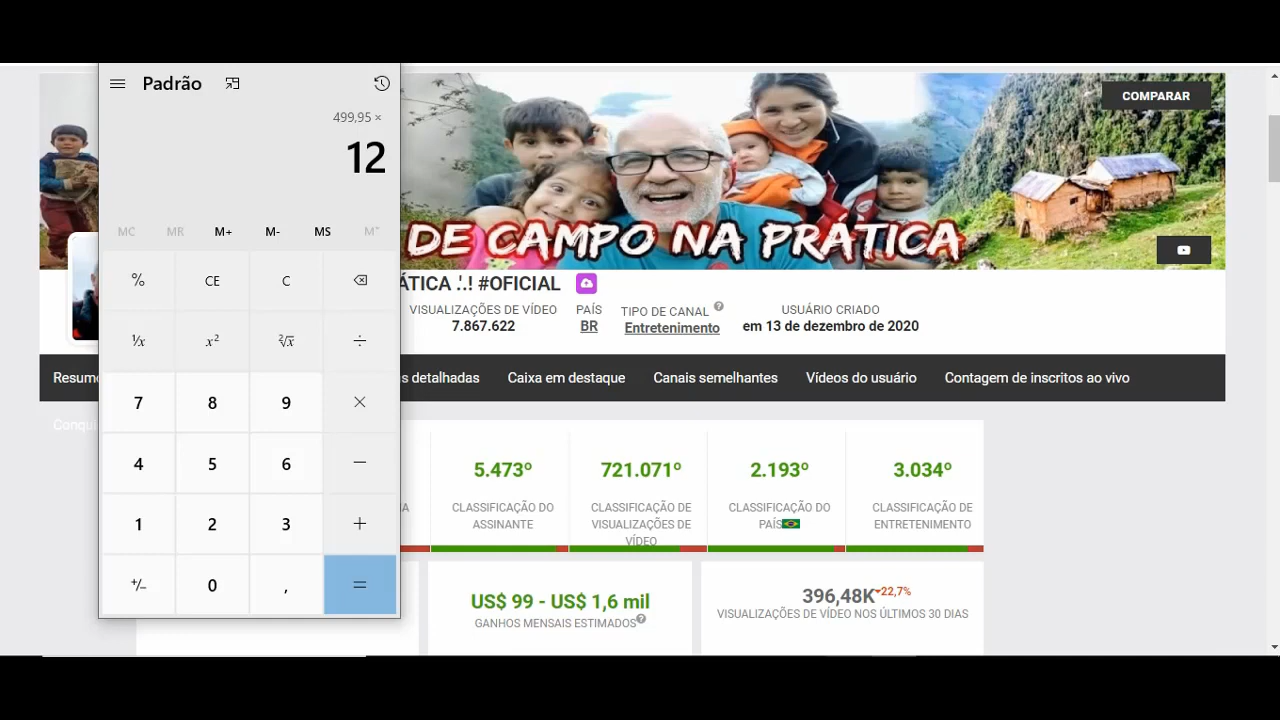 Padrão
499,95 ×
12
MC MR M+ M- MS M˅
% CE C
¹/x x² ²√x ÷
7 8 9 ×
4 5 6 −
1 2 3 +
+/− 0 , =
COMPARAR
DE CAMPO NA PRÁTICA
ÁTICA .'.! #OFICIAL
VISUALIZAÇÕES DE VÍDEO
7.867.622
PAÍS
BR
TIPO DE CANAL ?
Entretenimento
USUÁRIO CRIADO
em 13 de dezembro de 2020
Resumo s detalhadas Caixa em destaque Canais semelhantes Vídeos do usuário Contagem de inscritos ao vivo
Conqui
5.473º
CLASSIFICAÇÃO DO
ASSINANTE
721.071º
CLASSIFICAÇÃO DE
VISUALIZAÇÕES DE
VÍDEO
2.193º
CLASSIFICAÇÃO DO
PAÍS
3.034º
CLASSIFICAÇÃO DE
ENTRETENIMENTO
US$ 99 - US$ 1,6 mil
GANHOS MENSAIS ESTIMADOS ?
396,48K 22,7%
VISUALIZAÇÕES DE VÍDEO NOS ÚLTIMOS 30 DIAS